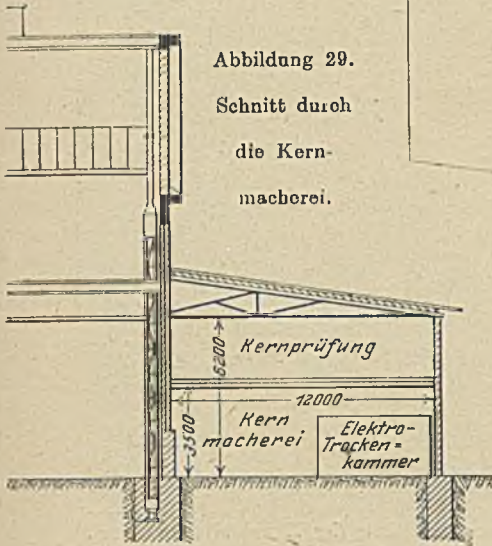 Abbildung 29.
Schnitt durch
die Kern-
macherei.
Kernprüfung
6200
12000
3500
Kern
macherei
Elektro-
Trocken=
kammer